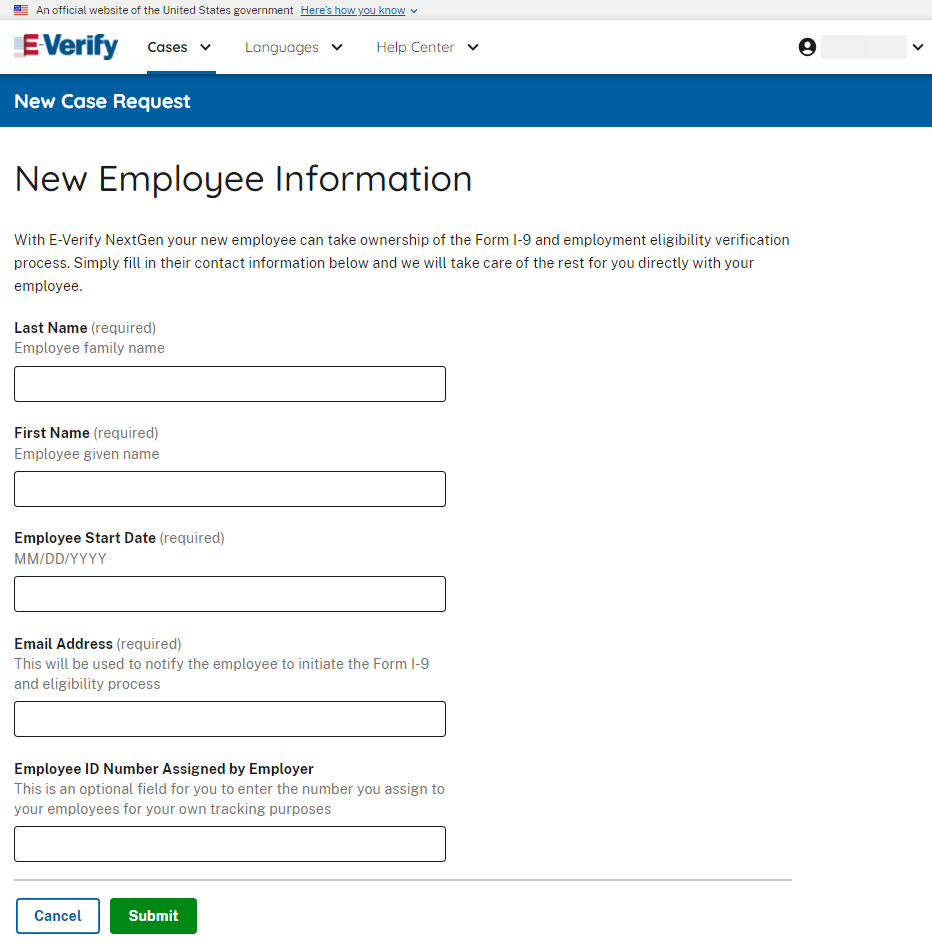 An official website of the United States government Here's how you know
E-Verify Cases Languages Help Center
New Case Request
New Employee Information
With E-Verify NextGen your new employee can take ownership of the Form I-9 and employment eligibility verification
process. Simply fill in their contact information below and we will take care of the rest for you directly with your
employee.
Last Name (required)
Employee family name
First Name (required)
Employee given name
Employee Start Date (required)
MM/DD/YYYY
Email Address (required)
This will be used to notify the employee to initiate the Form I-9
and eligibility process
Employee ID Number Assigned by Employer
This is an optional field for you to enter the number you assign to
your employees for your own tracking purposes
Cancel Submit